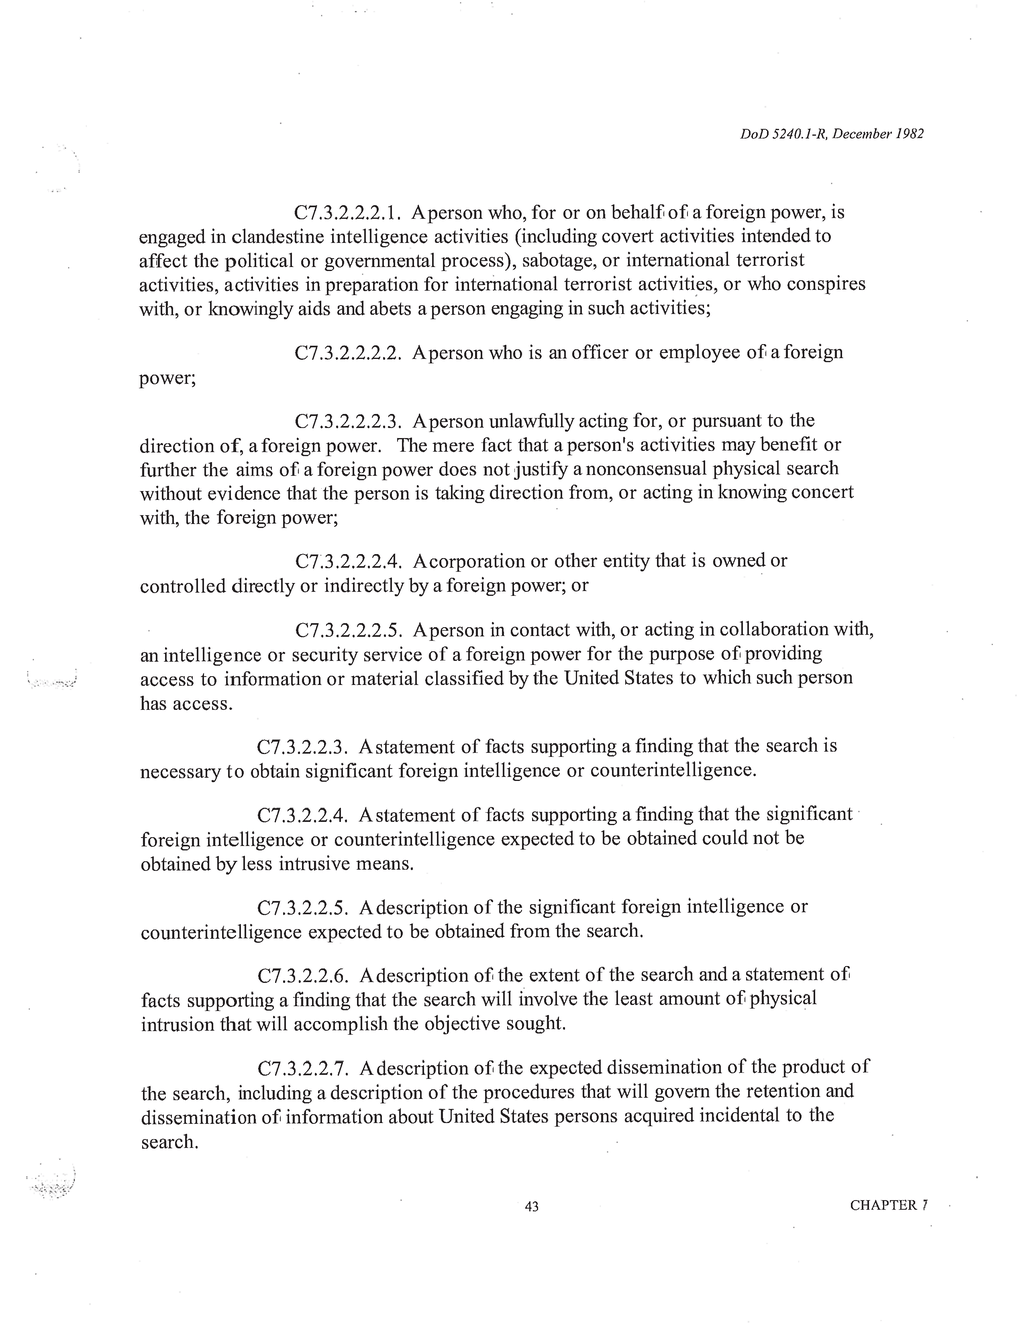 DoD 5240.1-R, December 1982
C7.3.2.2.2.1. A person who, for or on behalf of a foreign power, is
engaged in clandestine intelligence activities (including covert activities intended to
affect the political or governmental process), sabotage, or international terrorist
activities, activities in preparation for international terrorist activities, or who conspires
with, or knowingly aids and abets a person engaging in such activities;
C7.3.2.2.2.2. A person who is an officer or employee of a foreign
power;
C7.3.2.2.2.3. A person unlawfully acting for, or pursuant to the
direction of, a foreign power. The mere fact that a person's activities may benefit or
further the aims of a foreign power does not justify a nonconsensual physical search
without evidence that the person is taking direction from, or acting in knowing concert
with, the foreign power;
C7.3.2.2.2.4. A corporation or other entity that is owned or
controlled directly or indirectly by a foreign power; or
C7.3.2.2.2.5. A person in contact with, or acting in collaboration with,
an intelligence or security service of a foreign power for the purpose of providing
access to information or material classified by the United States to which such person
has access.
C7.3.2.2.3. A statement of facts supporting a finding that the search is
necessary to obtain significant foreign intelligence or counterintelligence.
C7.3.2.2.4. A statement of facts supporting a finding that the significant
foreign intelligence or counterintelligence expected to be obtained could not be
obtained by less intrusive means.
C7.3.2.2.5. A description of the significant foreign intelligence or
counterintelligence expected to be obtained from the search.
C7.3.2.2.6. A description of the extent of the search and a statement of
facts supporting a finding that the search will involve the least amount of physical
intrusion that will accomplish the objective sought.
C7.3.2.2.7. A description of the expected dissemination of the product of
the search, including a description of the procedures that will govern the retention and
dissemination of information about United States persons acquired incidental to the
search.
43
CHAPTER 7